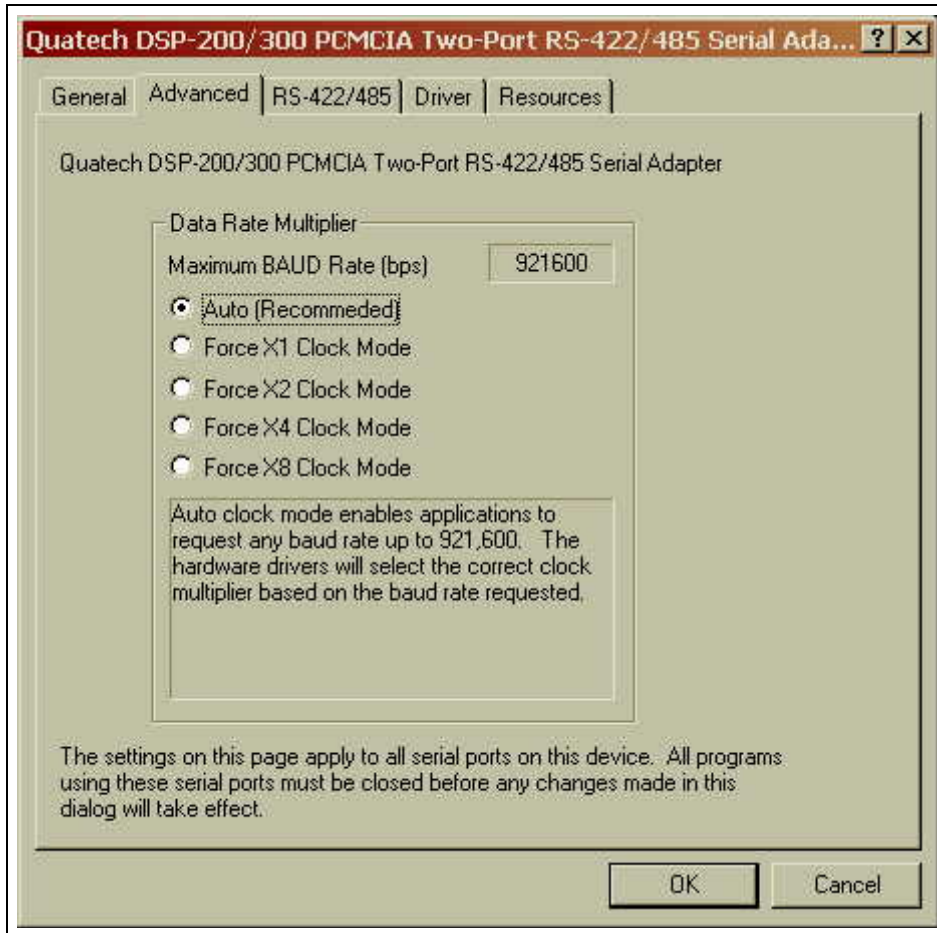 Quatech DSP-200/300 PCMCIA Two-Port RS-422/485 Serial Ada...
General Advanced RS-422/485 Driver Resources
Quatech DSP-200/300 PCMCIA Two-Port RS-422/485 Serial Adapter
Data Rate Multiplier
Maximum BAUD Rate (bps) 921600
Auto (Recommeded)
Force X1 Clock Mode
Force X2 Clock Mode
Force X4 Clock Mode
Force X8 Clock Mode
Auto clock mode enables applications to
request any baud rate up to 921,600. The
hardware drivers will select the correct clock
multiplier based on the baud rate requested.
The settings on this page apply to all serial ports on this device. All programs
using these serial ports must be closed before any changes made in this
dialog will take effect.
OK Cancel